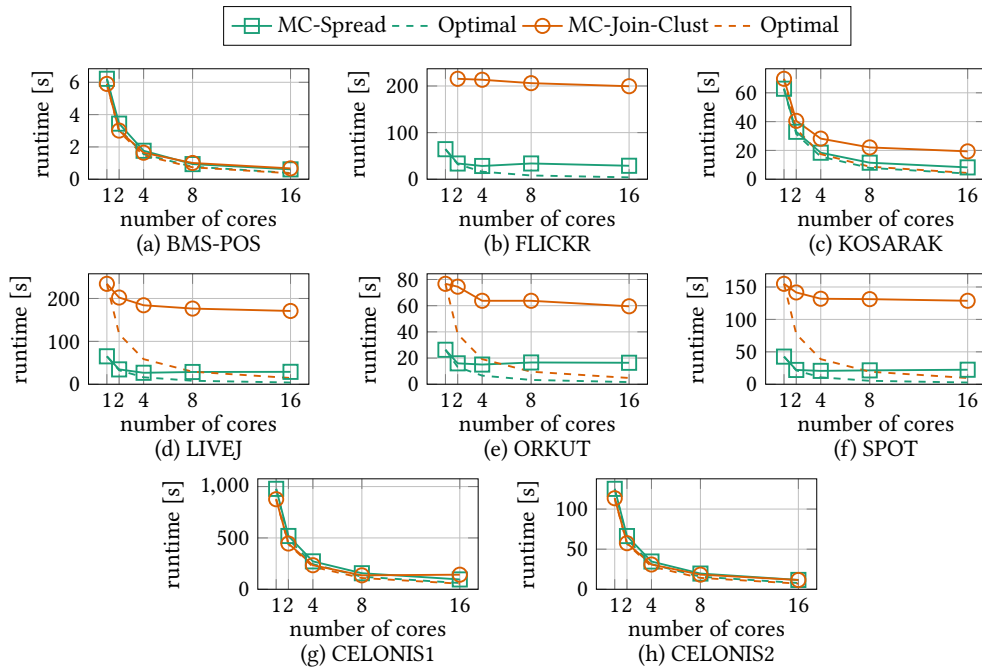 MC-Spread Optimal MC-Join-Clust Optimal
runtime [s]
6
4
2
0
1 2 4 8 16
number of cores
(a) BMS-POS
runtime [s]
200
100
0
1 2 4 8 16
number of cores
(b) FLICKR
runtime [s]
60
40
20
0
1 2 4 8 16
number of cores
(c) KOSARAK
runtime [s]
200
100
0
1 2 4 8 16
number of cores
(d) LIVEJ
runtime [s]
80
60
40
20
0
1 2 4 8 16
number of cores
(e) ORKUT
runtime [s]
150
100
50
0
1 2 4 8 16
number of cores
(f) SPOT
runtime [s]
1,000
500
0
1 2 4 8 16
number of cores
(g) CELONIS1
runtime [s]
100
50
0
1 2 4 8 16
number of cores
(h) CELONIS2